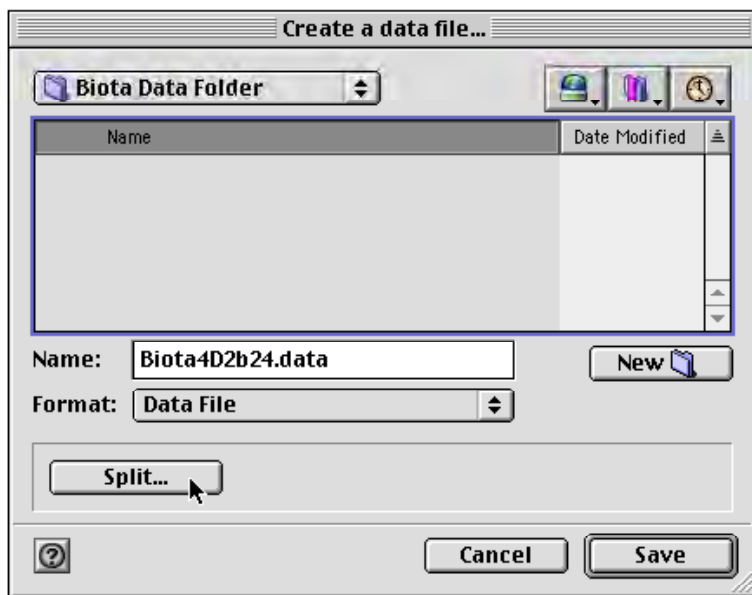 Create a data file...
Biota Data Folder
Name Date Modified
Name: Biota4D2b24.data
New
Format: Data File
Split...
?
Cancel Save